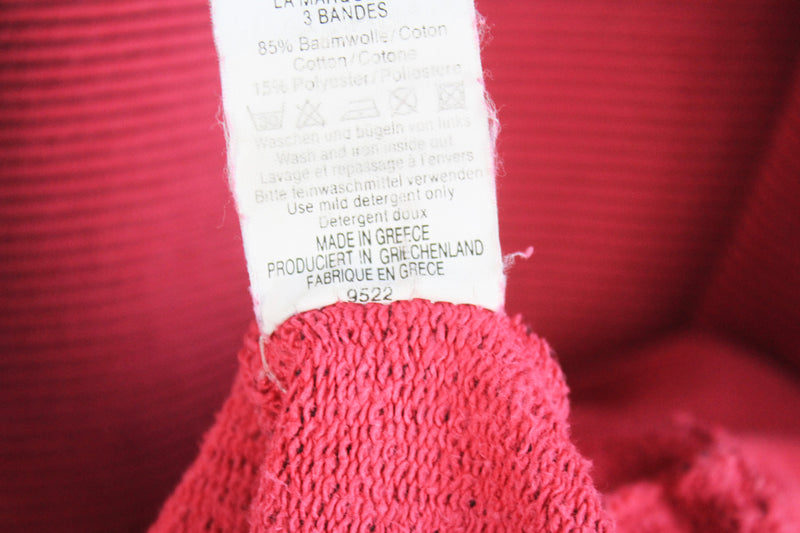 3 BANDES
85% Baumwolle/Coton
Cotton/Cotone
15% Polyester/Poliestere
Waschen und bügeln von links
Wash and iron inside out
Lavage et repassage à l'envers
Bitte feinwaschmittel verwenden
Use mild detergent only
Detergent doux
MADE IN GREECE
PRODUCIERT IN GRIECHENLAND
FABRIQUE EN GRECE
9522